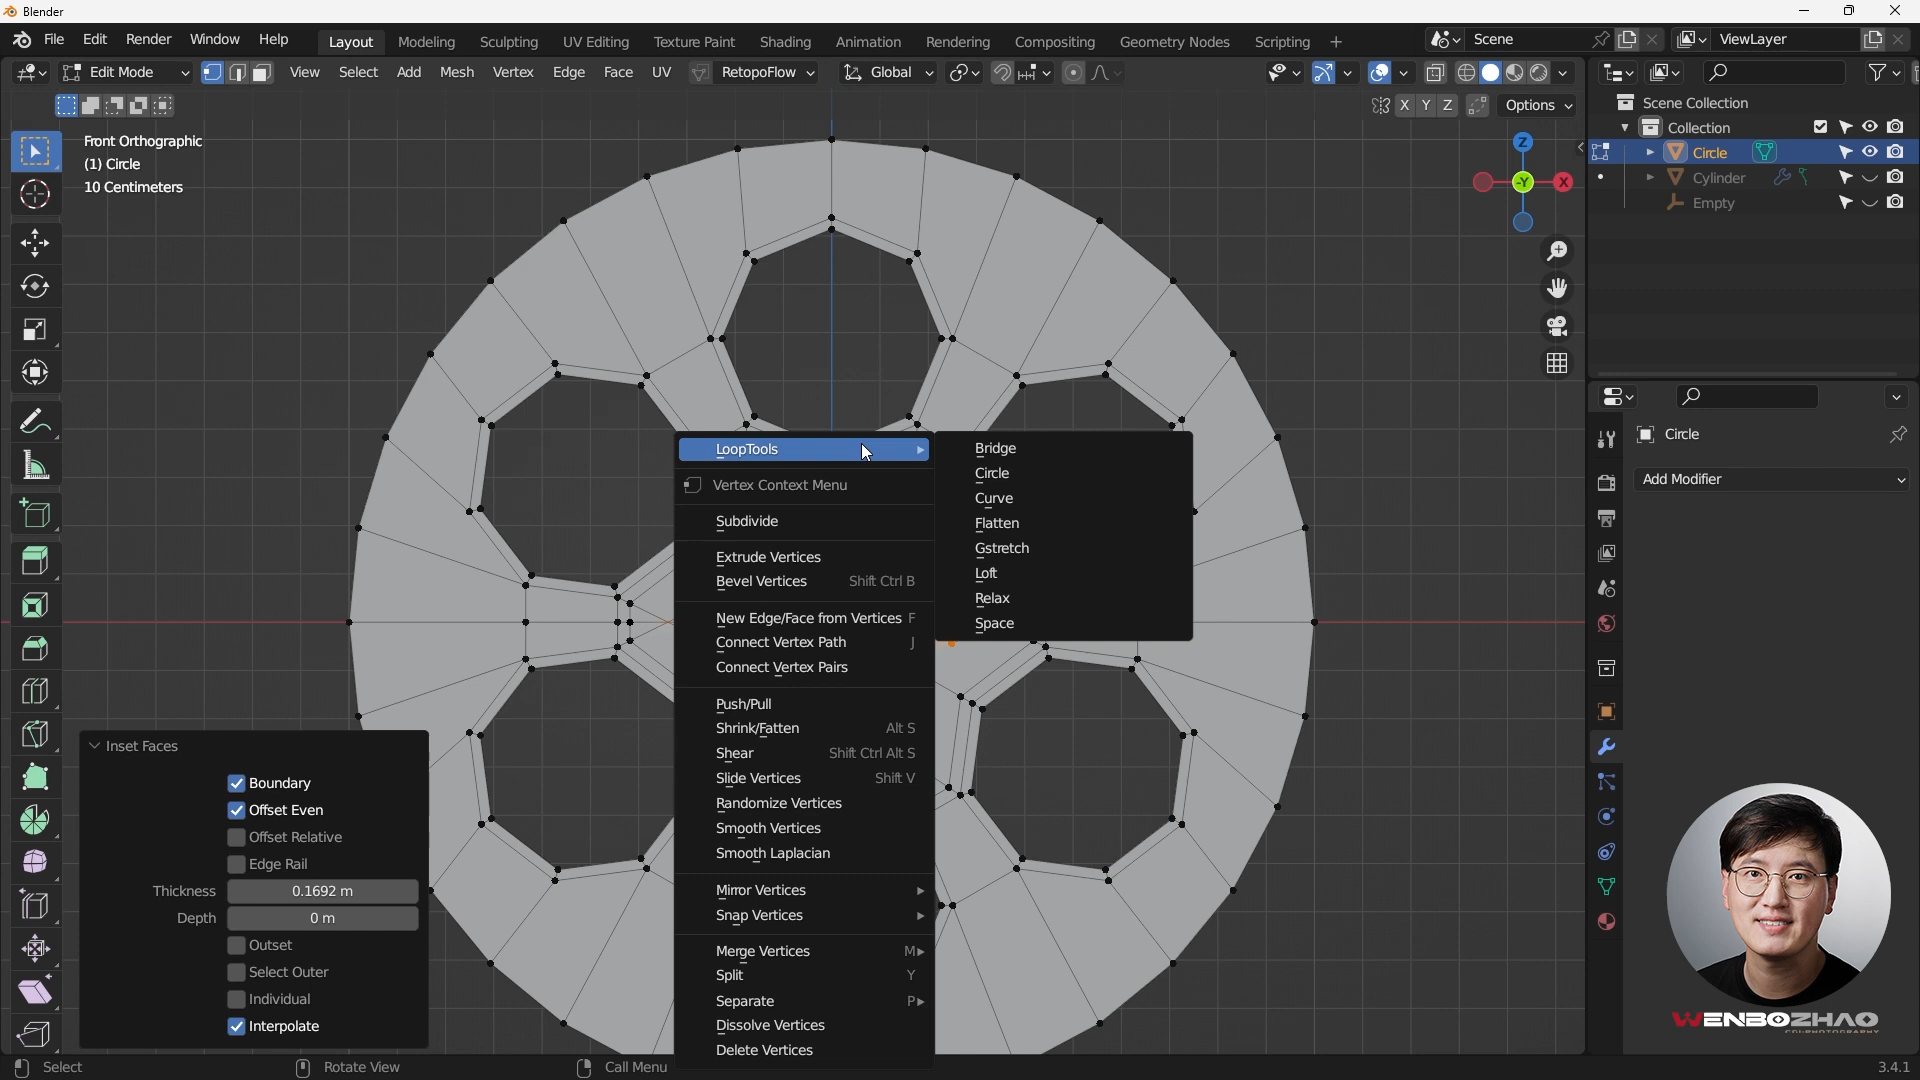 Blender
File Edit Render Window Help
Layout Modeling Sculpting UV Editing Texture Paint Shading Animation Rendering Compositing Geometry Nodes Scripting +
Scene
ViewLayer
Edit Mode
View Select Add Mesh Vertex Edge Face UV
RetopoFlow
Global
X Y Z
Options
Front Orthographic
(1) Circle
10 Centimeters
Z
-Y
X
Scene Collection
Collection
Circle
Cylinder
Empty
Circle
Add Modifier
LoopTools
Vertex Context Menu
Subdivide
Extrude Vertices
Bevel Vertices Shift Ctrl B
New Edge/Face from Vertices F
Connect Vertex Path J
Connect Vertex Pairs
Push/Pull
Shrink/Fatten Alt S
Shear Shift Ctrl Alt S
Slide Vertices Shift V
Randomize Vertices
Smooth Vertices
Smooth Laplacian
Mirror Vertices
Snap Vertices
Merge Vertices M
Split Y
Separate P
Dissolve Vertices
Delete Vertices
Bridge
Circle
Curve
Flatten
Gstretch
Loft
Relax
Space
Inset Faces
Boundary
Offset Even
Offset Relative
Edge Rail
Thickness 0.1692 m
Depth 0 m
Outset
Select Outer
Individual
Interpolate
WENBOZHAO
Select
Rotate View
Call Menu
3.4.1